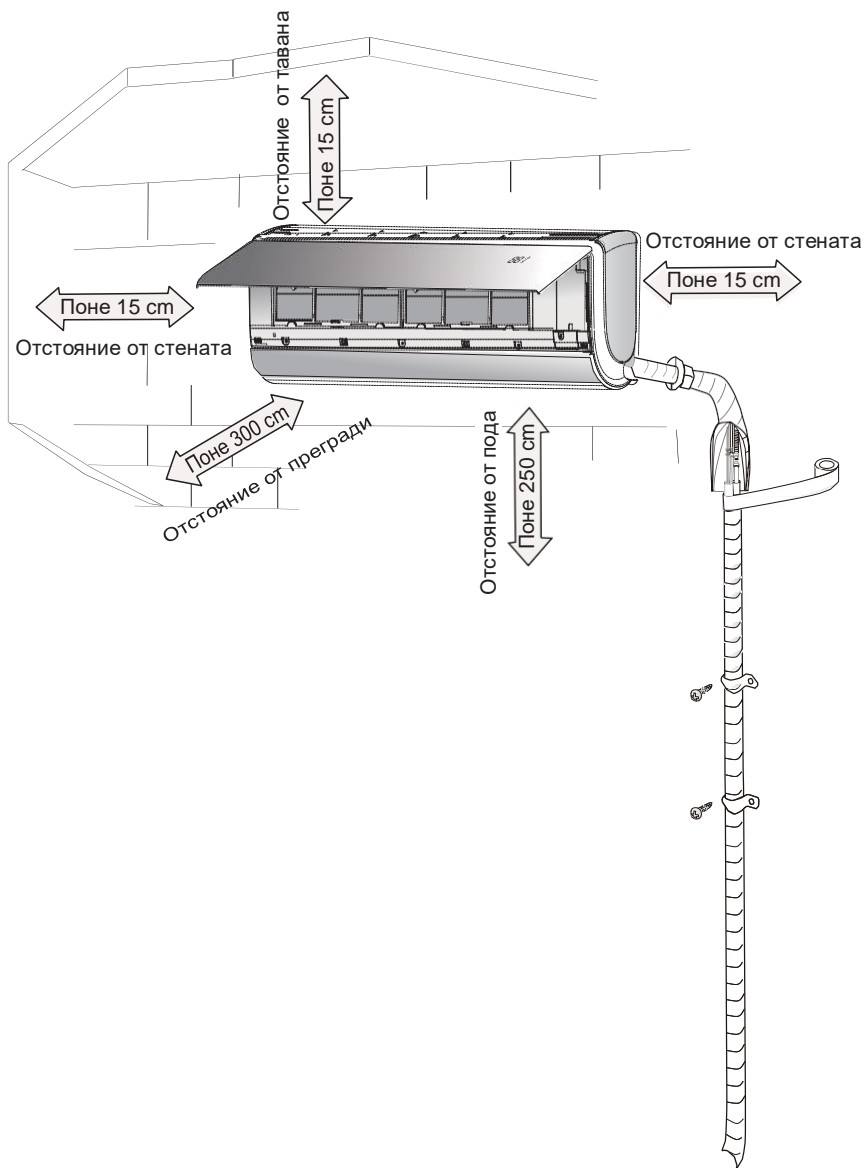 Отстояние от тавана
Поне 15 cm
Отстояние от стената
Поне 15 cm
Поне 15 cm
Отстояние от стената
Поне 300 cm
Отстояние от прегради
Отстояние от пода
Поне 250 cm